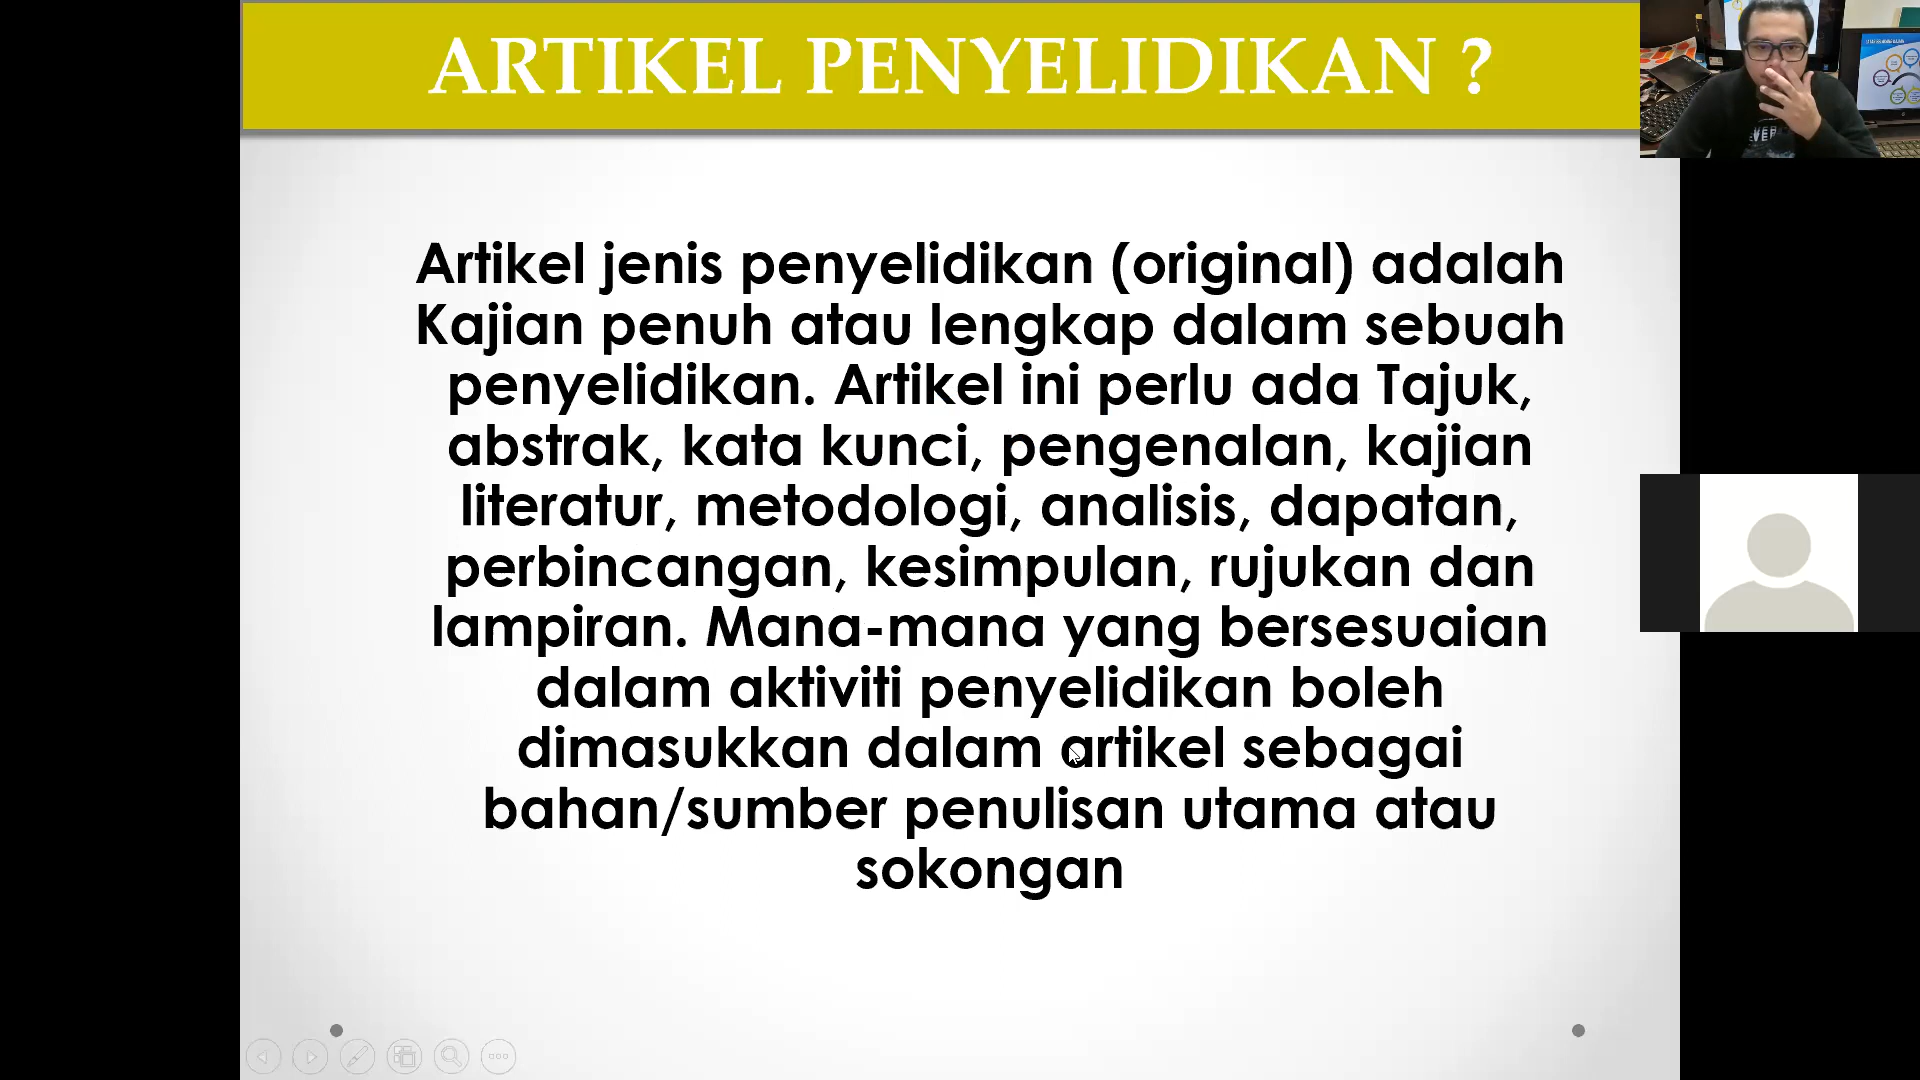 ARTIKEL PENYELIDIKAN ?
Artikel jenis penyelidikan (original) adalah
Kajian penuh atau lengkap dalam sebuah
penyelidikan. Artikel ini perlu ada Tajuk,
abstrak, kata kunci, pengenalan, kajian
literatur, metodologi, analisis, dapatan,
perbincangan, kesimpulan, rujukan dan
lampiran. Mana-mana yang bersesuaian
dalam aktiviti penyelidikan boleh
dimasukkan dalam artikel sebagai
bahan/sumber penulisan utama atau
sokongan